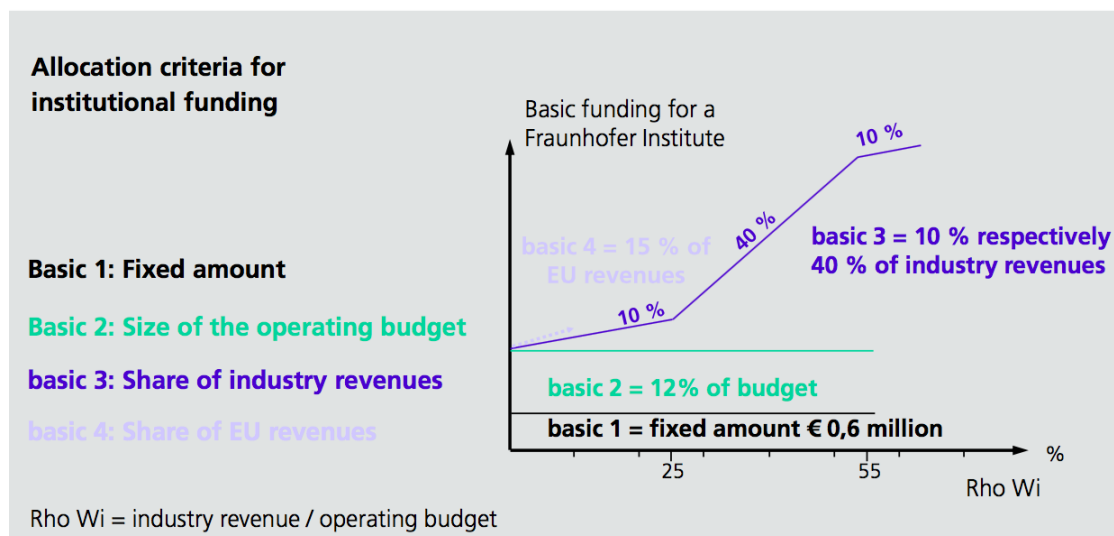 Allocation criteria for
institutional funding
Basic funding for a
Fraunhofer Institute
10 %
40 %
10 %
basic 4 = 15 % of
EU revenues
basic 3 = 10 % respectively
40 % of industry revenues
Basic 1: Fixed amount
Basic 2: Size of the operating budget
basic 3: Share of industry revenues
basic 4: Share of EU revenues
basic 2 = 12% of budget
basic 1 = fixed amount € 0,6 million
%
25
55
Rho Wi
Rho Wi = industry revenue / operating budget